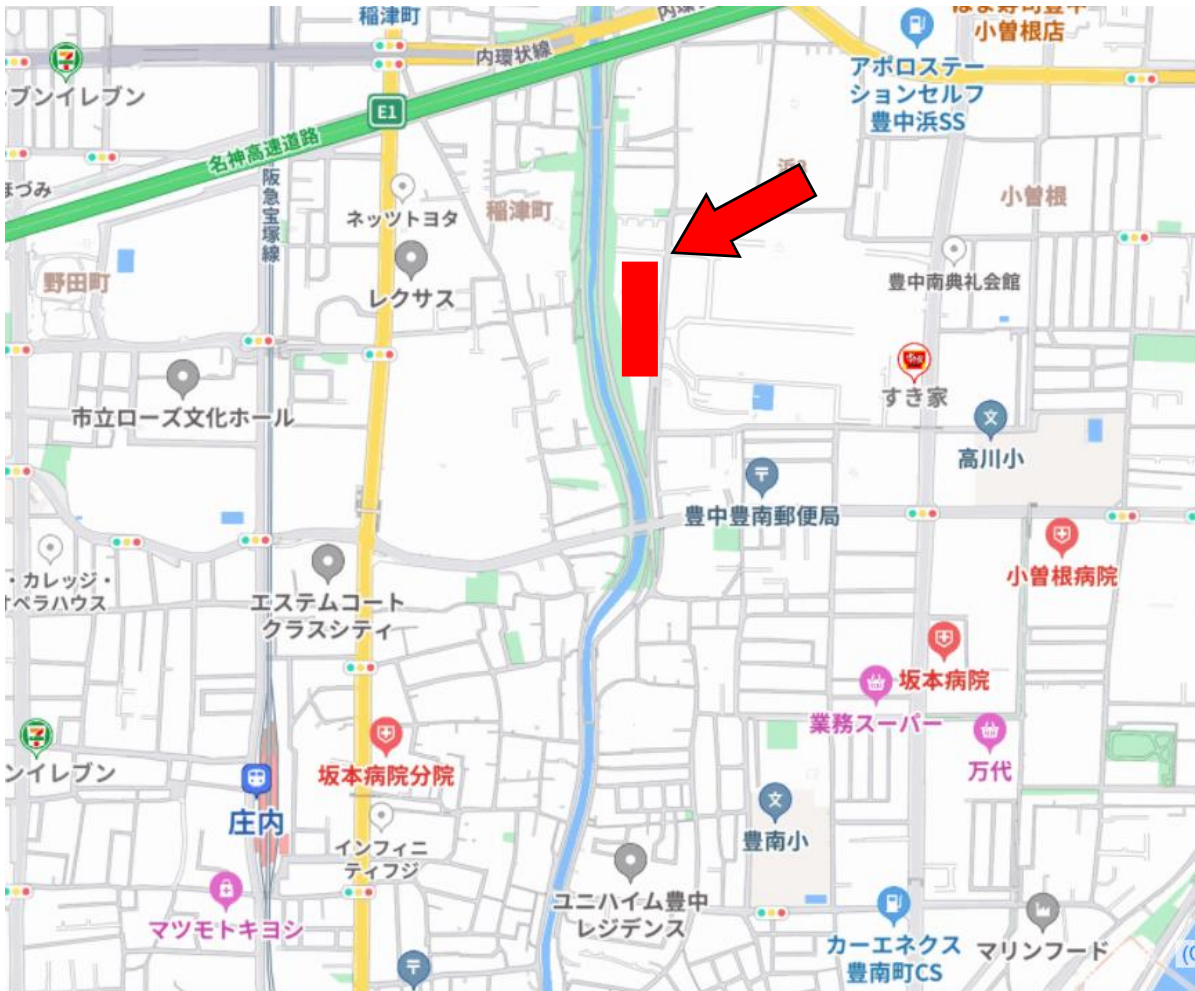 稲津町
内環状線
はま寿司豊中
小曽根店
アポロステー
ションセルフ
豊中浜SS
ブンイレブン
E1
名神高速道路
阪急宝塚線
ほづみ
ネッツトヨタ
稲津町
小曽根
野田町
レクサス
豊中南典礼会館
すき家
市立ローズ文化ホール
高川小
豊中豊南郵便局
・カレッジ・
オペラハウス
エステムコート
クラスシティ
小曽根病院
坂本病院
業務スーパー
万代
ンイレブン
坂本病院分院
庄内
豊南小
インフィニ
ティフジ
マツモトキヨシ
ユニハイム豊中
レジデンス
カーエネクス
豊南町CS
マリンフード